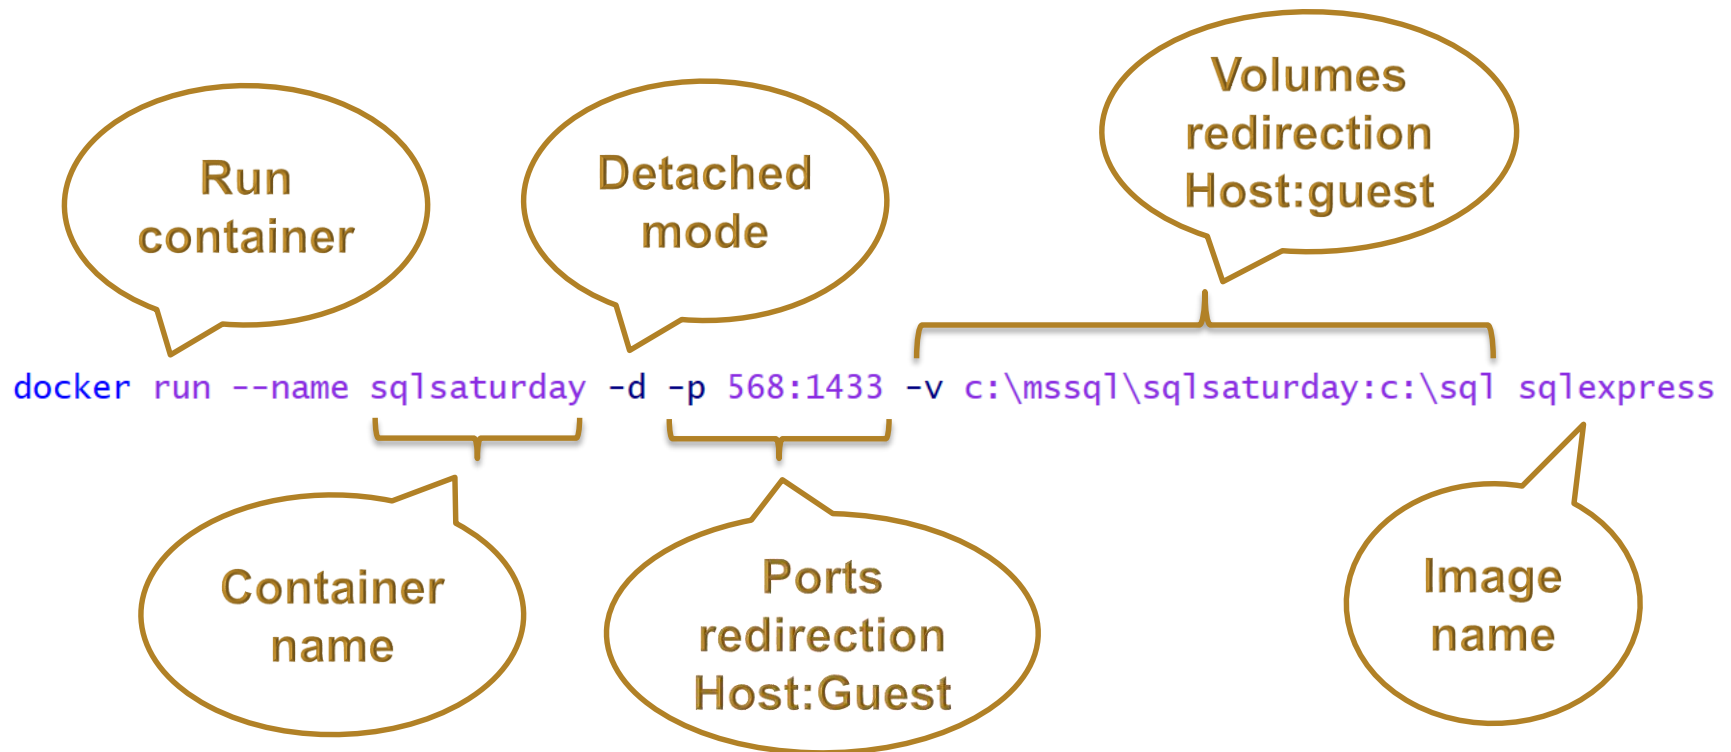 Volumes
redirection
Host:guest
Run
container
Detached
mode
docker run --name sqlsaturday -d -p 568:1433 -v c:\mssql\sqlsaturday:c:\sql sqlexpress
Container
name
Ports
redirection
Host:Guest
Image
name